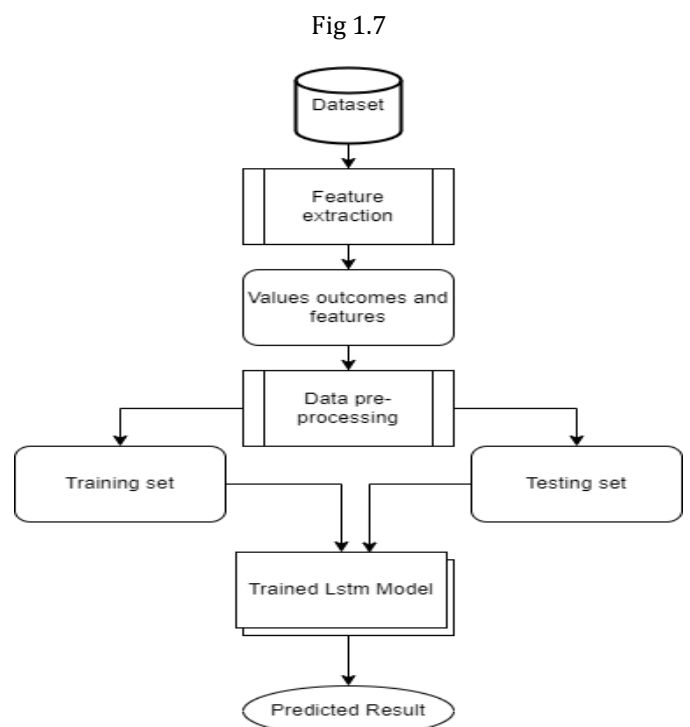 Fig 1.7
Dataset
Feature
extraction
Values outcomes and
features
Data pre-
processing
Training set
Testing set
Trained Lstm Model
Predicted Result